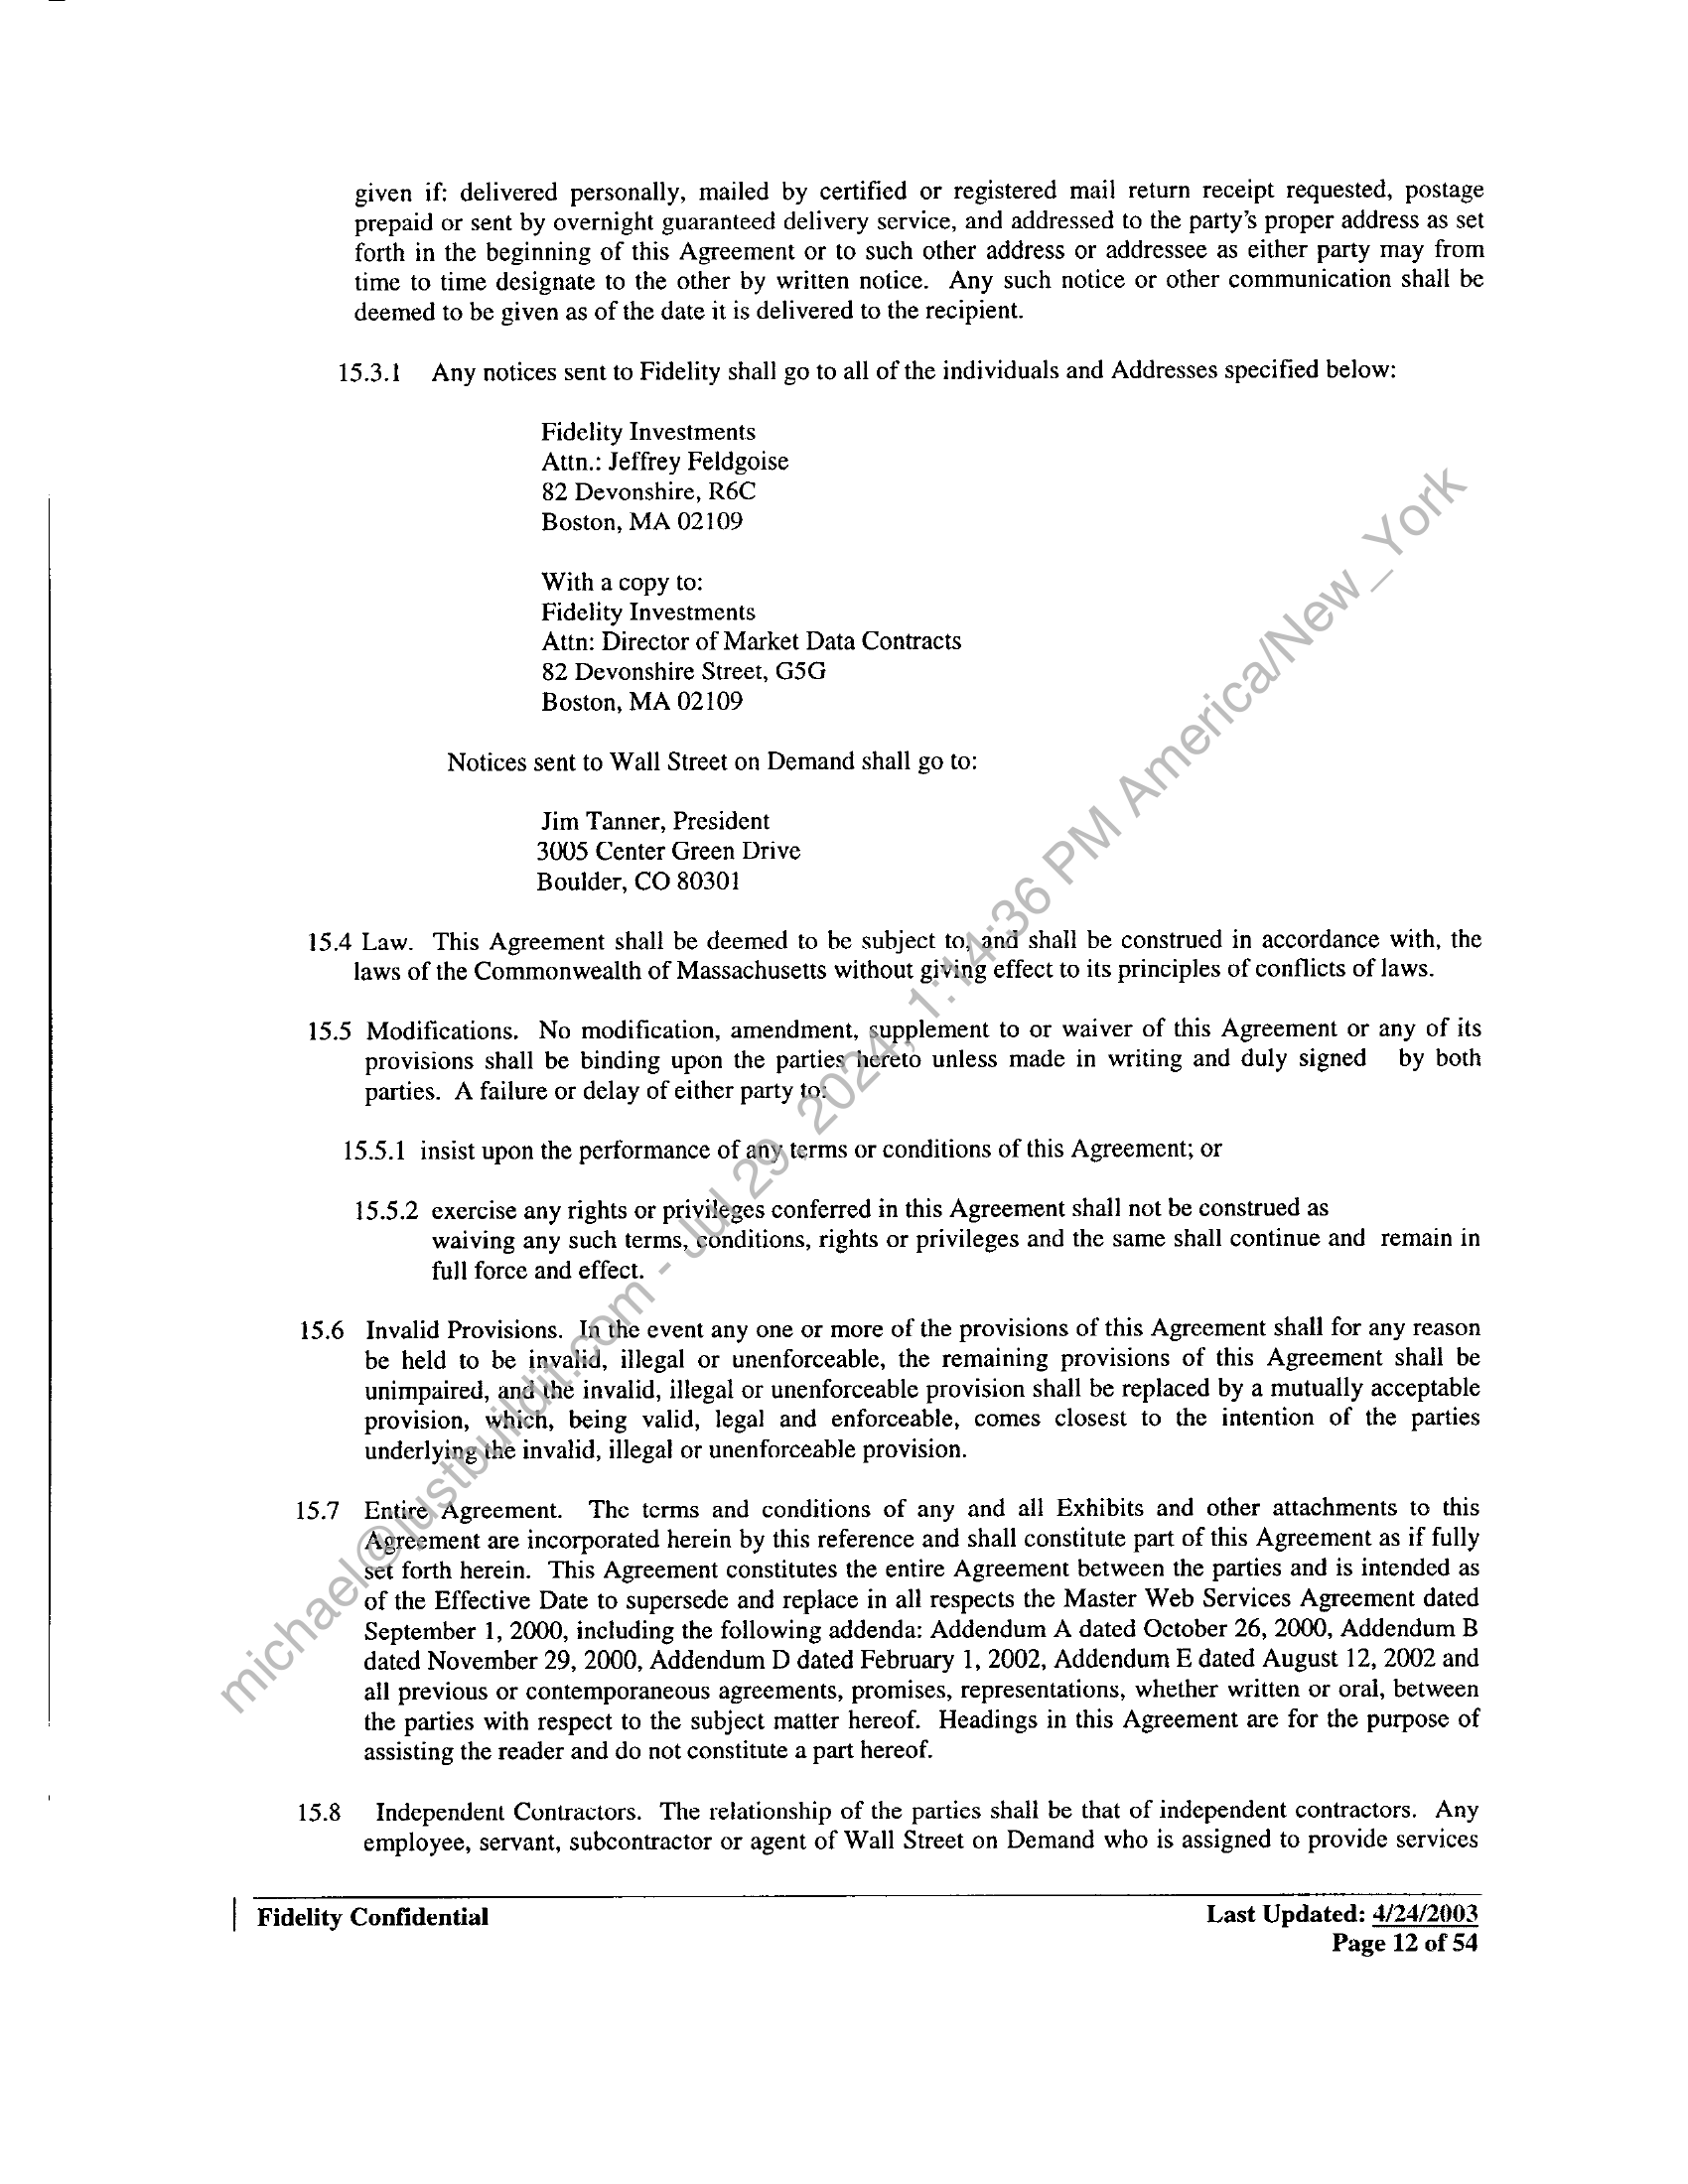 given if: delivered personally, mailed by certified or registered mail return receipt requested, postage
prepaid or sent by overnight guaranteed delivery service, and addressed to the party's proper address as set
forth in the beginning of this Agreement or to such other address or addressee as either party may from
time to time designate to the other by written notice. Any such notice or other communication shall be
deemed to be given as of the date it is delivered to the recipient.
15.3.1 Any notices sent to Fidelity shall go to all of the individuals and Addresses specified below:
Fidelity Investments
Attn.: Jeffrey Feldgoise
82 Devonshire, R6C
Boston, MA 02109
With a copy to:
Fidelity Investments
Attn: Director of Market Data Contracts
82 Devonshire Street, G5G
Boston, MA 02109
Notices sent to Wall Street on Demand shall go to:
Jim Tanner, President
3005 Center Green Drive
Boulder, CO 80301
15.4 Law. This Agreement shall be deemed to be subject to, and shall be construed in accordance with, the
laws of the Commonwealth of Massachusetts without giving effect to its principles of conflicts of laws.
15.5 Modifications. No modification, amendment, supplement to or waiver of this Agreement or any of its
provisions shall be binding upon the parties hereto unless made in writing and duly signed by both
parties. A failure or delay of either party to:
15.5.1 insist upon the performance of any terms or conditions of this Agreement; or
15.5.2 exercise any rights or privileges conferred in this Agreement shall not be construed as
waiving any such terms, conditions, rights or privileges and the same shall continue and remain in
full force and effect.
15.6 Invalid Provisions. In the event any one or more of the provisions of this Agreement shall for any reason
be held to be invalid, illegal or unenforceable, the remaining provisions of this Agreement shall be
unimpaired, and the invalid, illegal or unenforceable provision shall be replaced by a mutually acceptable
provision, which, being valid, legal and enforceable, comes closest to the intention of the parties
underlying the invalid, illegal or unenforceable provision.
15.7 Entire Agreement. The terms and conditions of any and all Exhibits and other attachments to this
Agreement are incorporated herein by this reference and shall constitute part of this Agreement as if fully
set forth herein. This Agreement constitutes the entire Agreement between the parties and is intended as
of the Effective Date to supersede and replace in all respects the Master Web Services Agreement dated
September 1, 2000, including the following addenda: Addendum A dated October 26, 2000, Addendum B
dated November 29, 2000, Addendum D dated February 1, 2002, Addendum E dated August 12, 2002 and
all previous or contemporaneous agreements, promises, representations, whether written or oral, between
the parties with respect to the subject matter hereof. Headings in this Agreement are for the purpose of
assisting the reader and do not constitute a part hereof.
15.8 Independent Contractors. The relationship of the parties shall be that of independent contractors. Any
employee, servant, subcontractor or agent of Wall Street on Demand who is assigned to provide services
Fidelity Confidential
Last Updated: 4/24/2003
Page 12 of 54
michael@justbuildit.com - Jul 29, 2024, 1:14:36 PM America/New_York